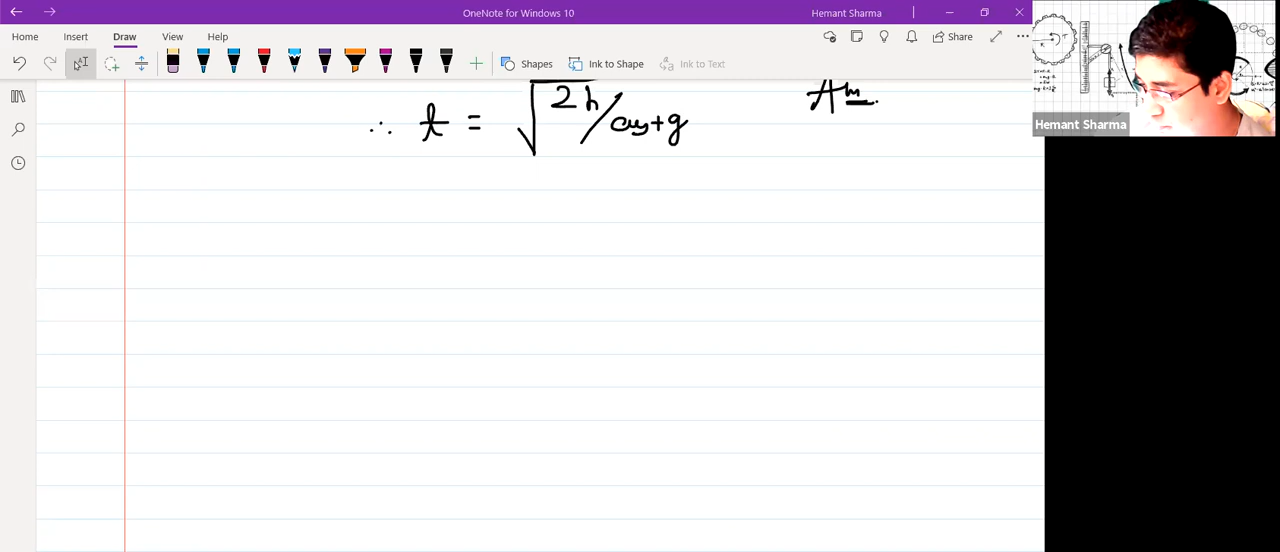 OneNote for Windows 10
Hemant Sharma
Home Insert Draw View Help
Share
Shapes Ink to Shape Ink to Text
Hemant Sharma
∴ t = √2h/ay+g
Ans.